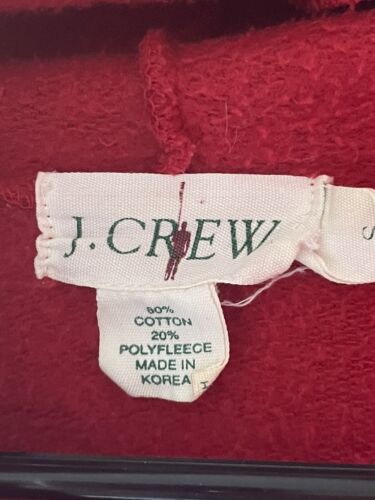 J.CREW
S
80%
COTTON
20%
POLYFLEECE
MADE IN
KOREA